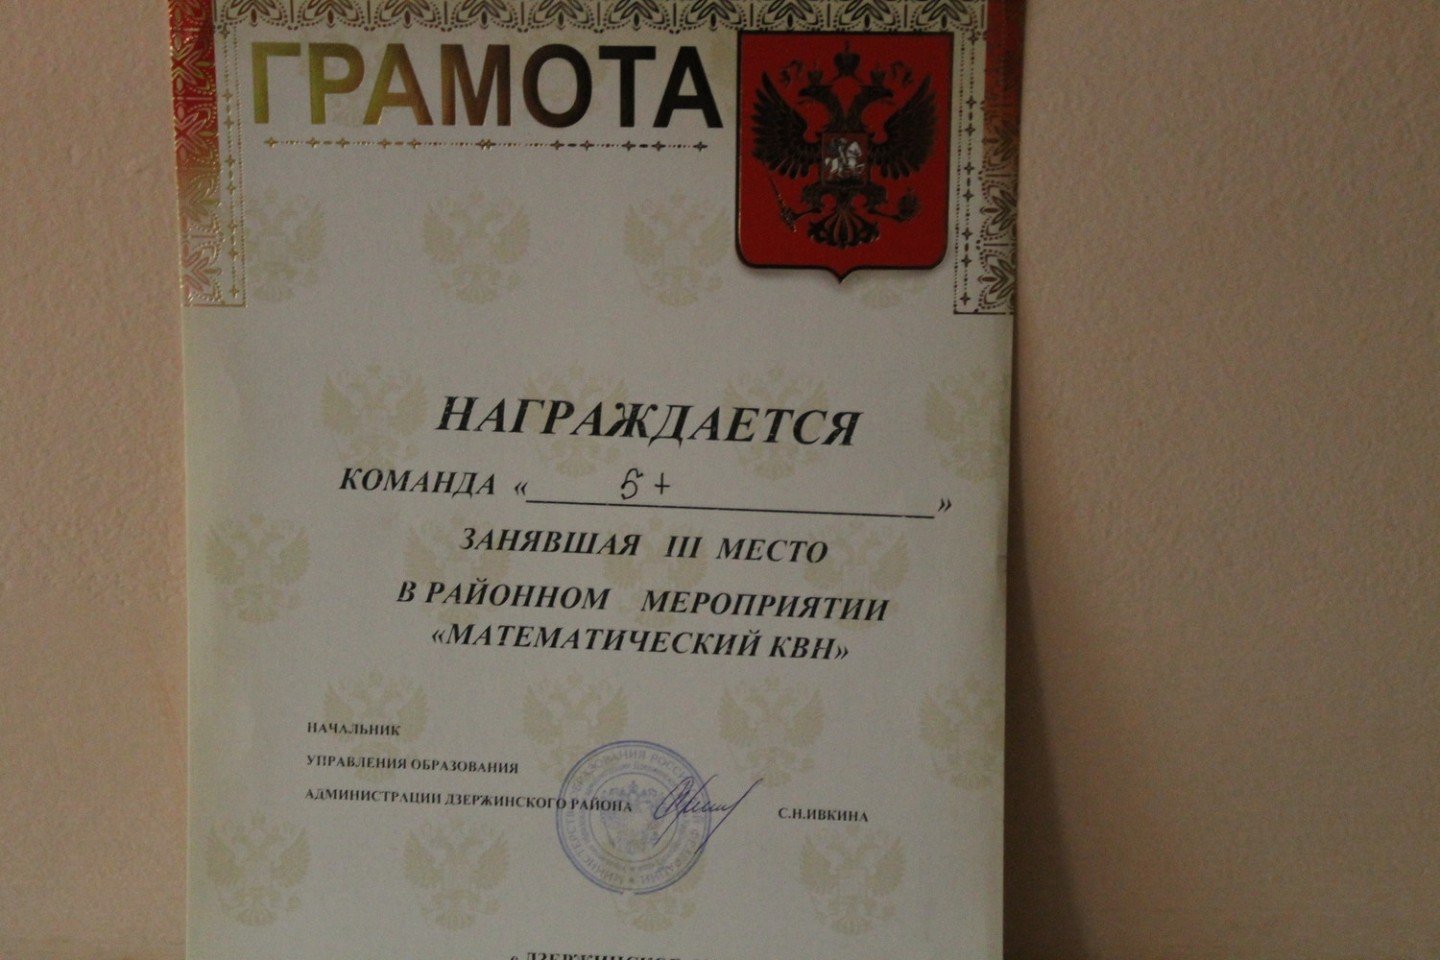 ГРАМОТА
НАГРАЖДАЕТСЯ
КОМАНДА « 5+ »
ЗАНЯВШАЯ III МЕСТО
В РАЙОННОМ МЕРОПРИЯТИИ
«МАТЕМАТИЧЕСКИЙ КВН»
НАЧАЛЬНИК
УПРАВЛЕНИЯ ОБРАЗОВАНИЯ
АДМИНИСТРАЦИИ ДЗЕРЖИНСКОГО РАЙОНА С.Н.ИВКИНА